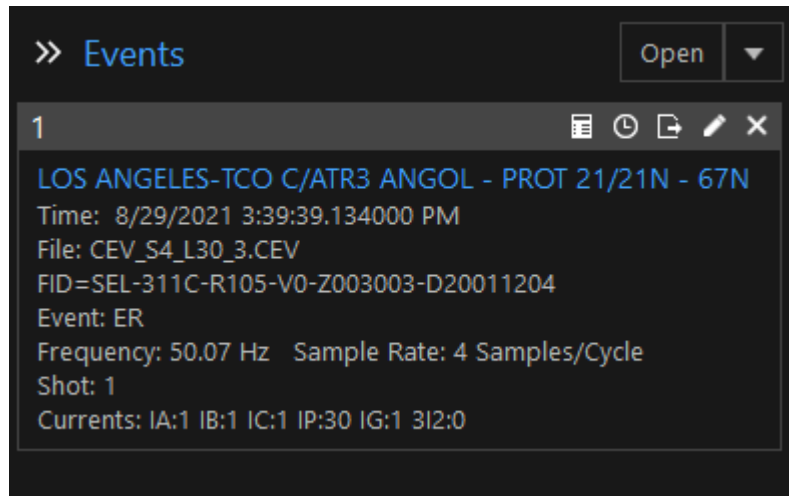 Events
Open
1
LOS ANGELES-TCO C/ATR3 ANGOL - PROT 21/21N - 67N
Time: 8/29/2021 3:39:39.134000 PM
File: CEV_S4_L30_3.CEV
FID=SEL-311C-R105-V0-Z003003-D20011204
Event: ER
Frequency: 50.07 Hz Sample Rate: 4 Samples/Cycle
Shot: 1
Currents: IA:1 IB:1 IC:1 IP:30 IG:1 3I2:0